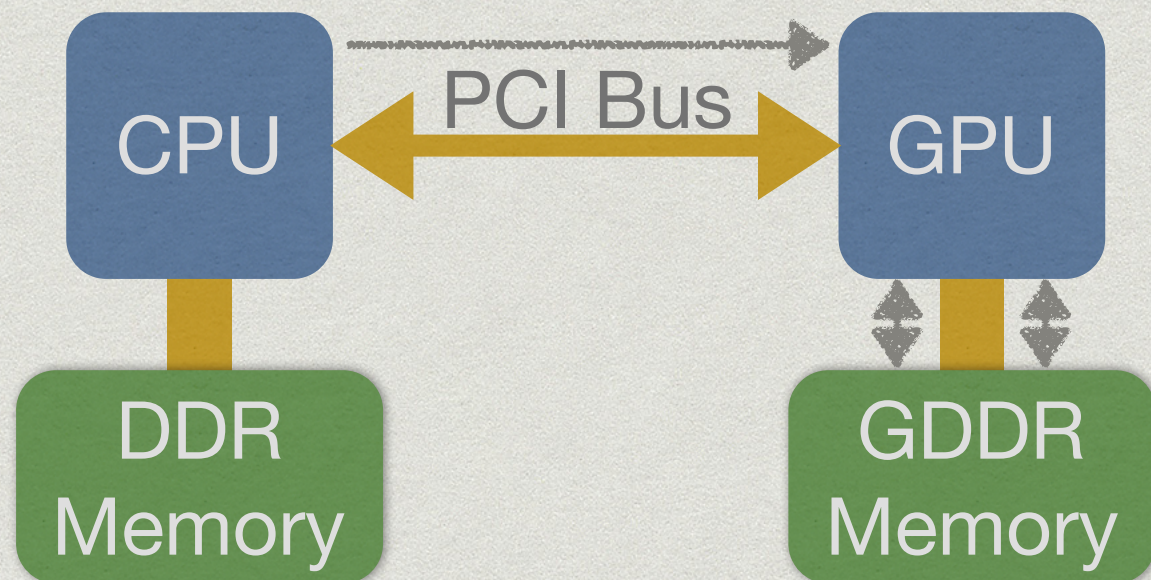 CPU
PCI Bus
GPU
DDR
Memory
GDDR
Memory